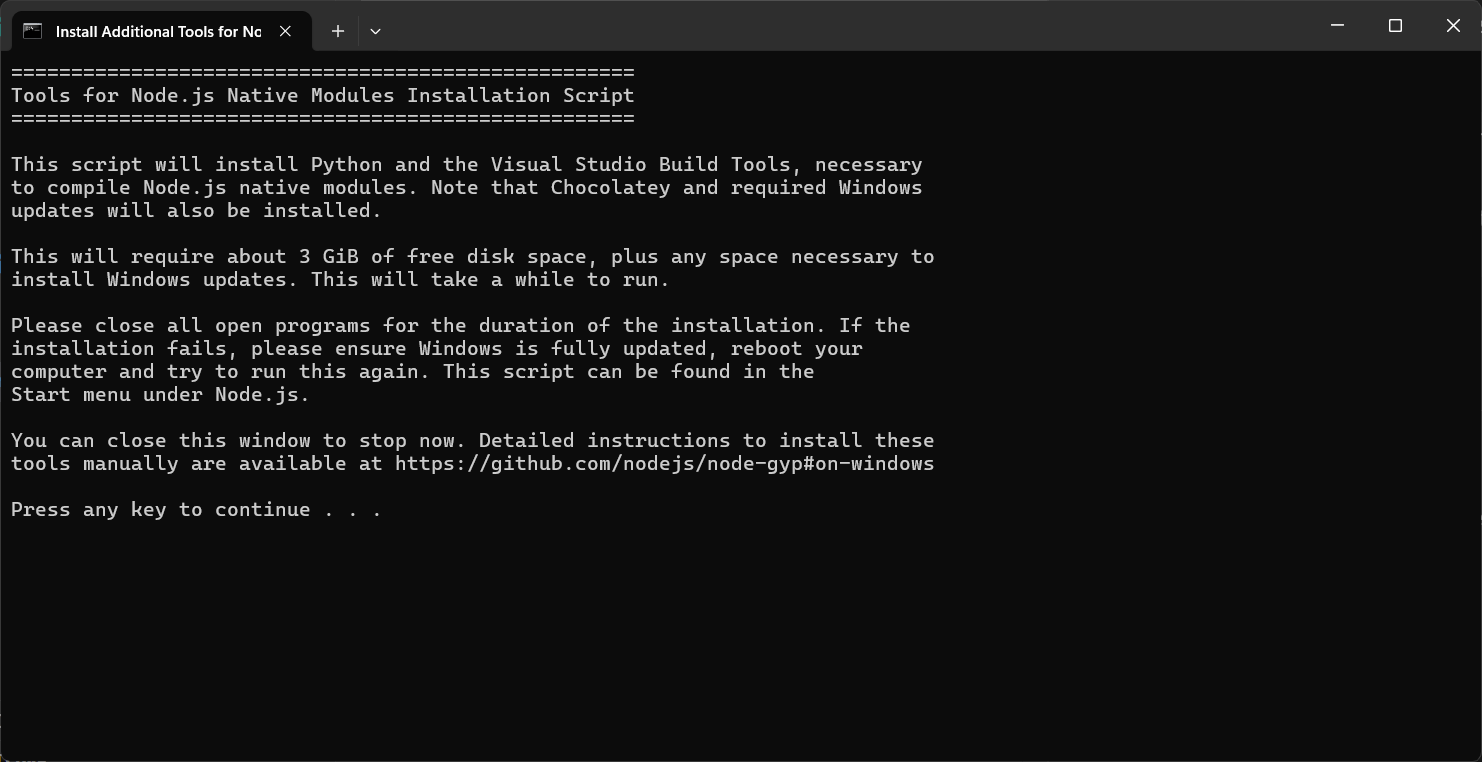 Install Additional Tools for No
====================================================
Tools for Node.js Native Modules Installation Script
====================================================
This script will install Python and the Visual Studio Build Tools, necessary
to compile Node.js native modules. Note that Chocolatey and required Windows
updates will also be installed.
This will require about 3 GiB of free disk space, plus any space necessary to
install Windows updates. This will take a while to run.
Please close all open programs for the duration of the installation. If the
installation fails, please ensure Windows is fully updated, reboot your
computer and try to run this again. This script can be found in the
Start menu under Node.js.
You can close this window to stop now. Detailed instructions to install these
tools manually are available at https://github.com/nodejs/node-gyp#on-windows
Press any key to continue . . .